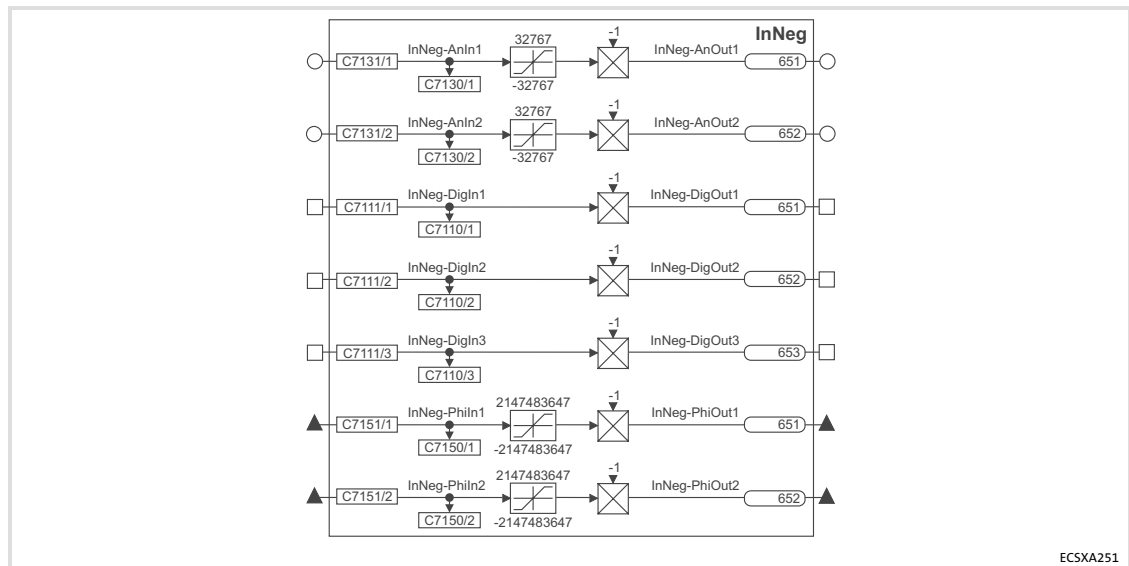 InNeg
32767
-1
C7131/1
InNeg-AnIn1
InNeg-AnOut1
651
C7130/1
-32767
32767
-1
C7131/2
InNeg-AnIn2
InNeg-AnOut2
652
C7130/2
-32767
-1
C7111/1
InNeg-DigIn1
InNeg-DigOut1
651
C7110/1
-1
C7111/2
InNeg-DigIn2
InNeg-DigOut2
652
C7110/2
-1
C7111/3
InNeg-DigIn3
InNeg-DigOut3
653
C7110/3
2147483647
-1
C7151/1
InNeg-PhiIn1
InNeg-PhiOut1
651
C7150/1
-2147483647
2147483647
-1
C7151/2
InNeg-PhiIn2
InNeg-PhiOut2
652
C7150/2
-2147483647
ECSXA251